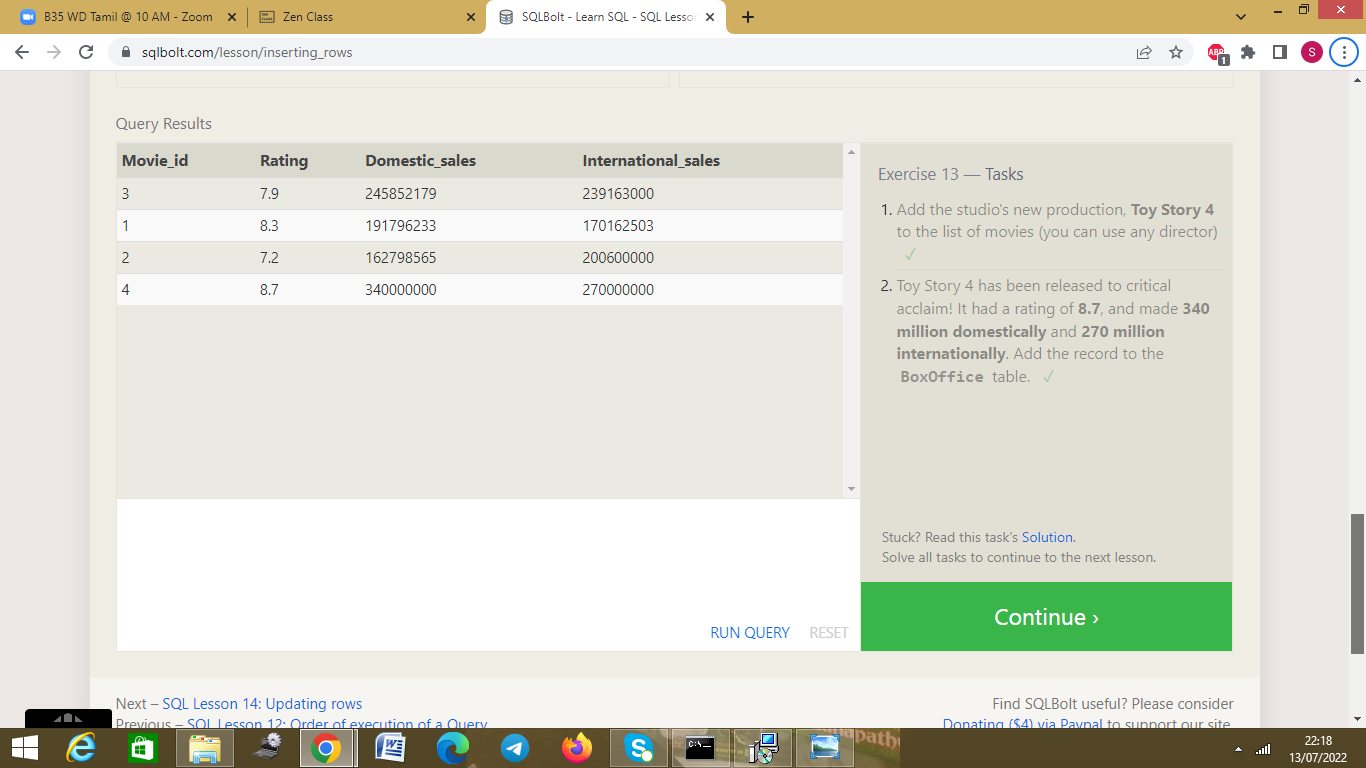 B35 WD Tamil @ 10 AM - Zoom
Zen Class
SQLBolt - Learn SQL - SQL Lesso
sqlbolt.com/lesson/inserting_rows
ABP
1
S
Query Results
Movie_id Rating Domestic_sales International_sales
3 7.9 245852179 239163000
1 8.3 191796233 170162503
2 7.2 162798565 200600000
4 8.7 340000000 270000000
Exercise 13 — Tasks
1. Add the studio's new production, Toy Story 4
to the list of movies (you can use any director)
✓
2. Toy Story 4 has been released to critical
acclaim! It had a rating of 8.7, and made 340
million domestically and 270 million
internationally. Add the record to the
BoxOffice table. ✓
Stuck? Read this task's Solution.
Solve all tasks to continue to the next lesson.
RUN QUERY RESET
Continue ›
Next – SQL Lesson 14: Updating rows
Previous – SQL Lesson 12: Order of execution of a Query
Find SQLBolt useful? Please consider
Donating ($4) via Paypal to support our site.
C:\
22:18
13/07/2022